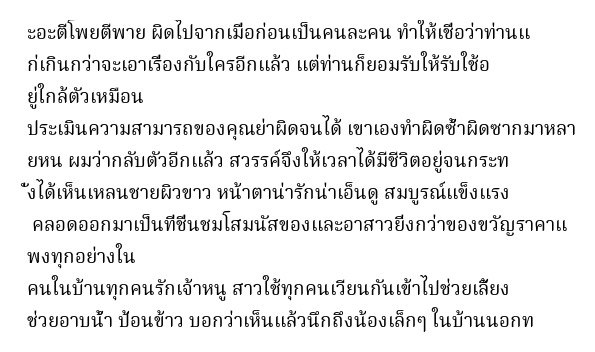 ะอะตีโพยตีพาย ผิดไปจากเมื่อก่อนเป็นคนละคน ทำให้เชื่อว่าท่านแ
ก่เกินกว่าจะเอาเรื่องกับใครอีกแล้ว แต่ท่านก็ยอมรับให้รับใช้อ
ยู่ใกล้ตัวเหมือน
ประเมินความสามารถของคุณย่าผิดจนได้ เขาเองทำผิดซ้ำผิดซากมาหลา
ยหน ผมว่ากลับตัวอีกแล้ว สวรรค์จึงให้เวลาได้มีชีวิตอยู่จนกระท
ั่งได้เห็นเหลนชายผิวขาว หน้าตาน่ารักน่าเอ็นดู สมบูรณ์แข็งแรง
คลอดออกมาเป็นที่ชื่นชมโสมนัสของและอาสาวยิ่งกว่าของขวัญราคาแ
พงทุกอย่างใน
คนในบ้านทุกคนรักเจ้าหนู สาวใช้ทุกคนเวียนกันเข้าไปช่วยเลี้ยง
ช่วยอาบน้ำ ป้อนข้าว บอกว่าเห็นแล้วนึกถึงน้องเล็กๆ ในบ้านนอกท